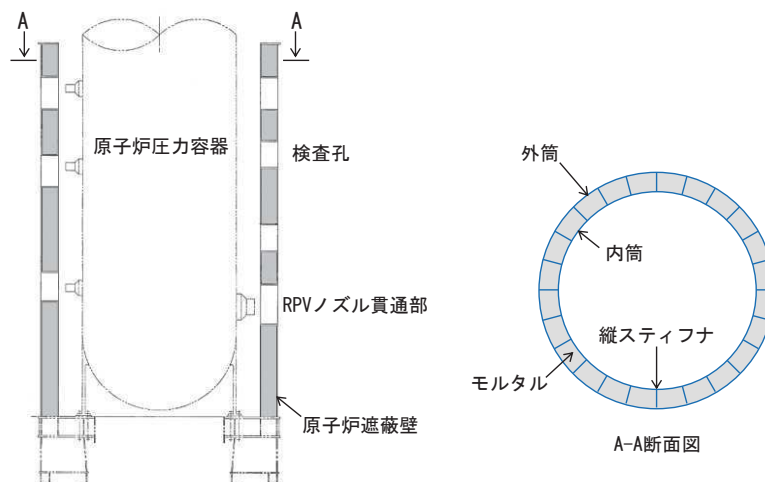 A
A
原子炉圧力容器
検査孔
RPVノズル貫通部
原子炉遮蔽壁
外筒
内筒
縦スティフナ
モルタル
A-A断面図